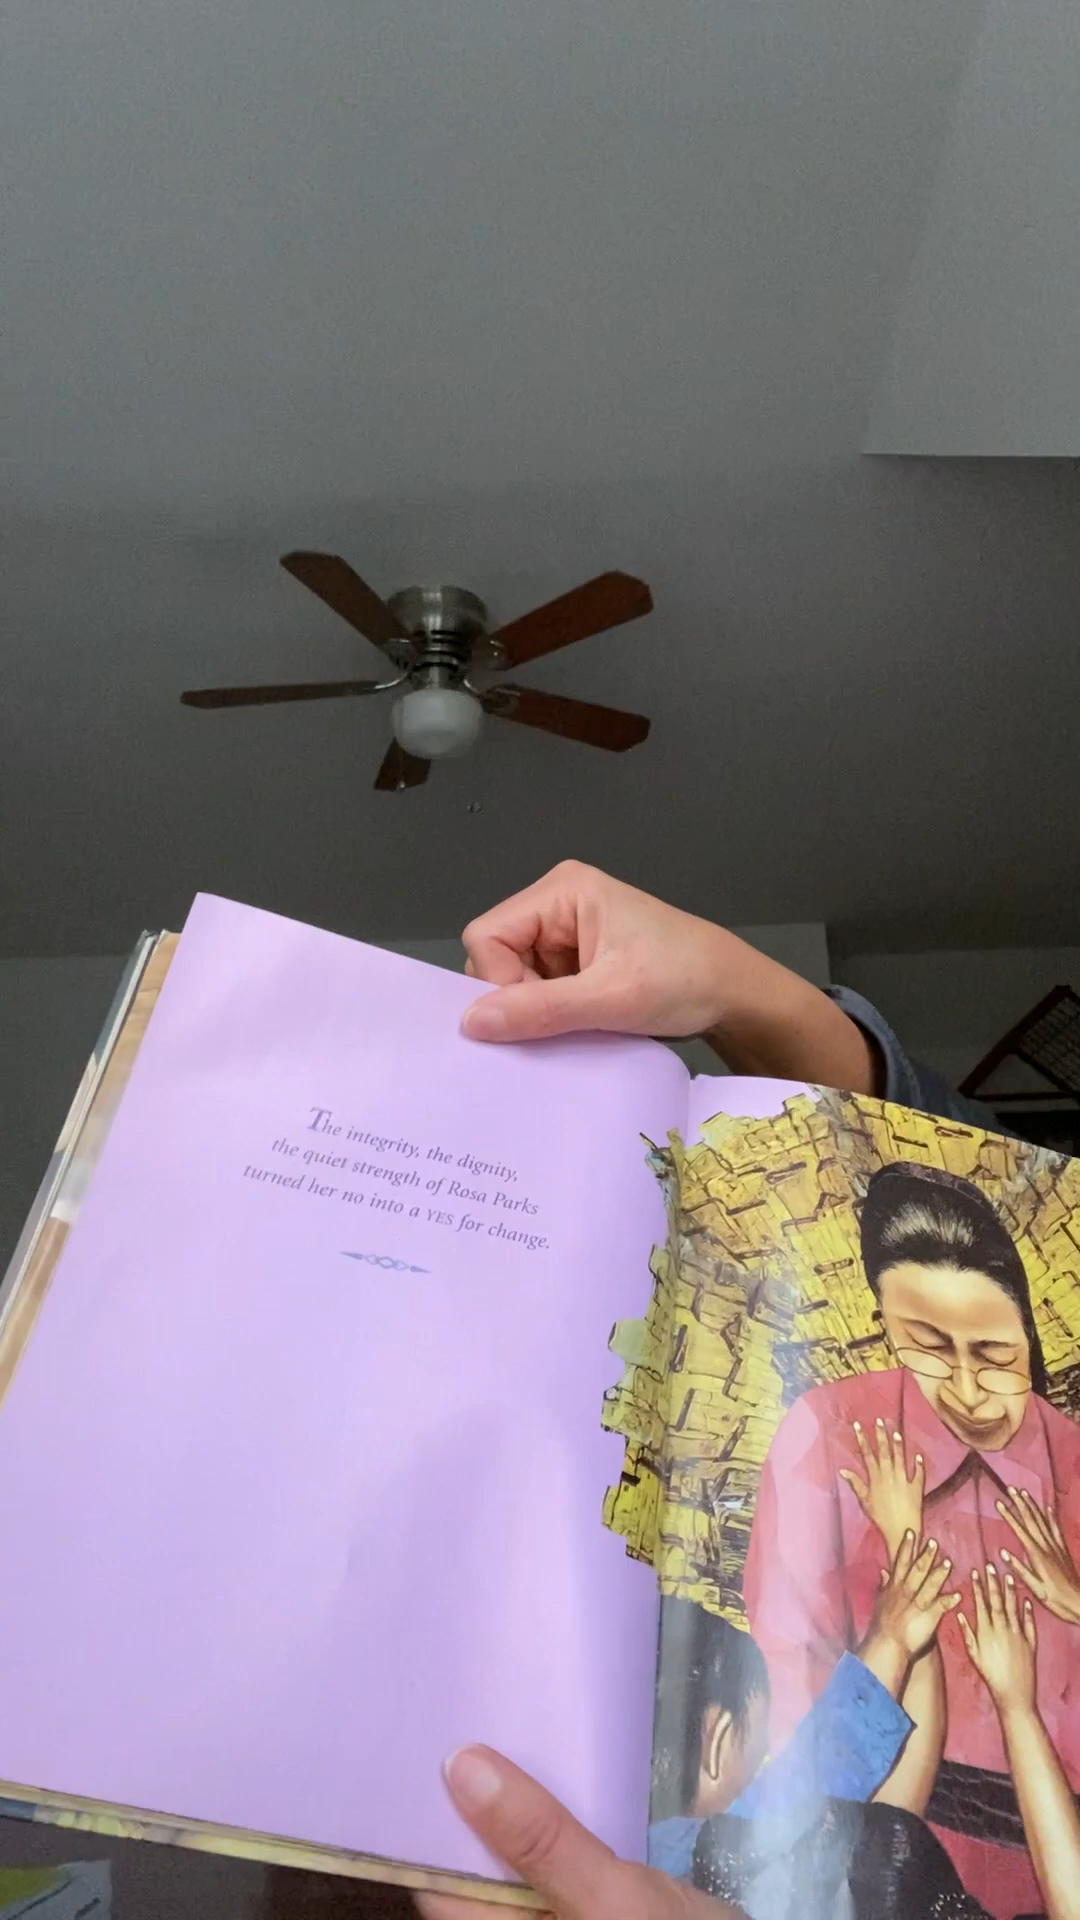 The integrity, the dignity,
the quiet strength of Rosa Parks
turned her no into a YES for change.